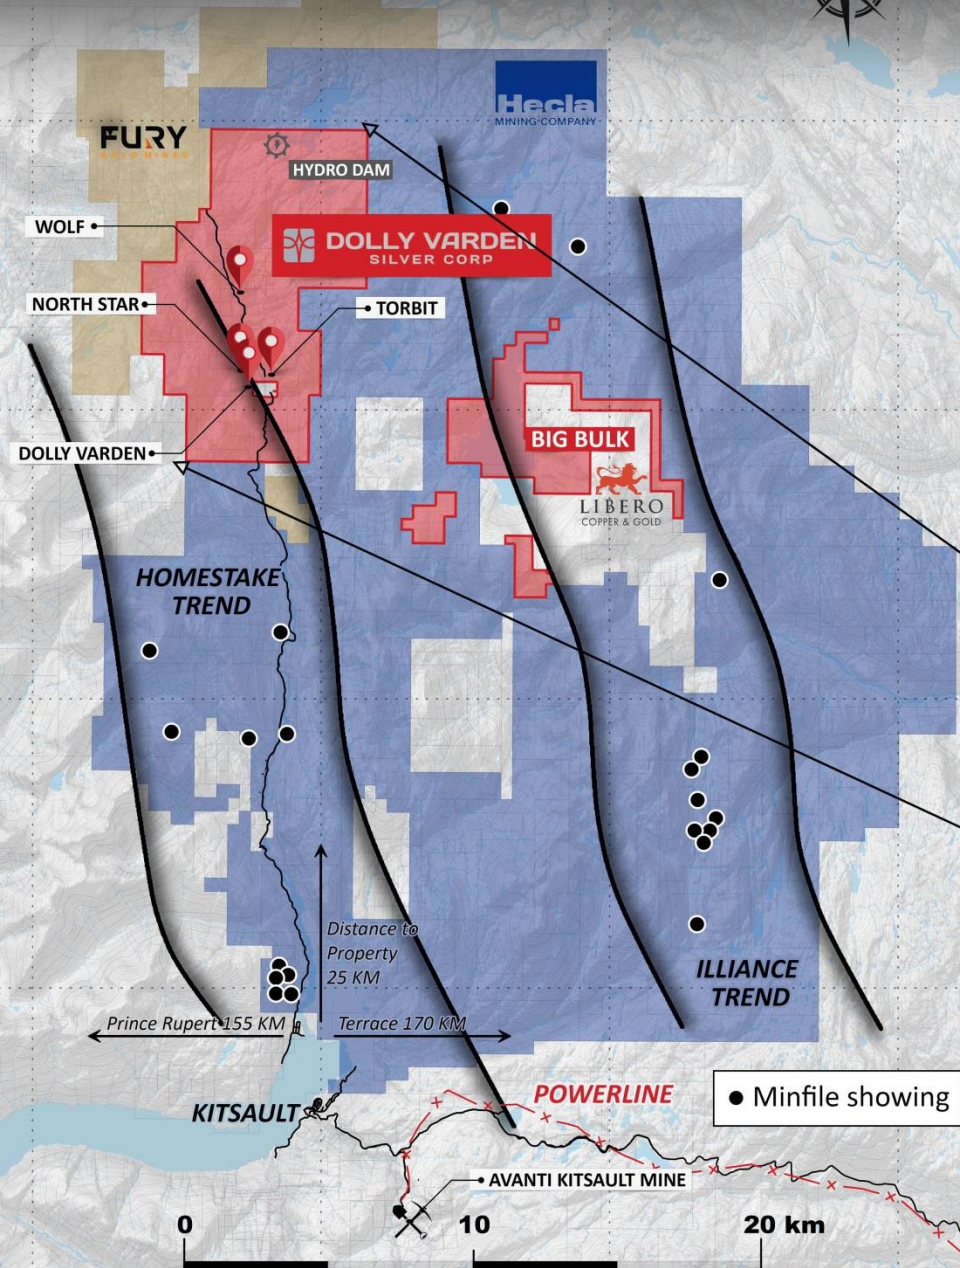 Hecla
MINING COMPANY
FURY
GOLD MINES
HYDRO DAM
WOLF
DOLLY VARDEN
SILVER CORP
NORTH STAR
TORBIT
DOLLY VARDEN
BIG BULK
LIBERO
COPPER & GOLD
HOMESTAKE
TREND
Distance to
Property
25 KM
ILLIANCE
TREND
Prince Rupert 155 KM
Terrace 170 KM
POWERLINE
Minfile showing
KITSAULT
AVANTI KITSAULT MINE
0
10
20 km